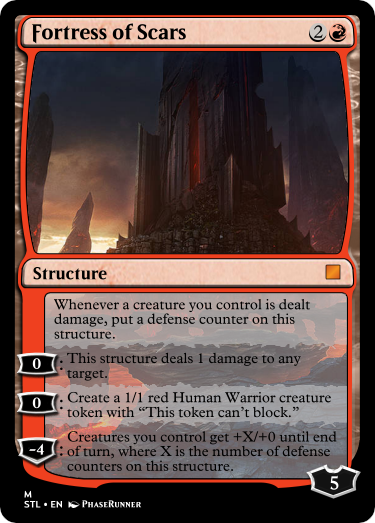 Fortress of Scars 2
Structure
Whenever a creature you control is dealt
damage, put a defense counter on this
structure.
0: This structure deals 1 damage to any
target.
0: Create a 1/1 red Human Warrior creature
token with “This token can’t block.”
-4: Creatures you control get +X/+0 until end
of turn, where X is the number of defense
counters on this structure.
5
M
STL • EN PhaseRunner